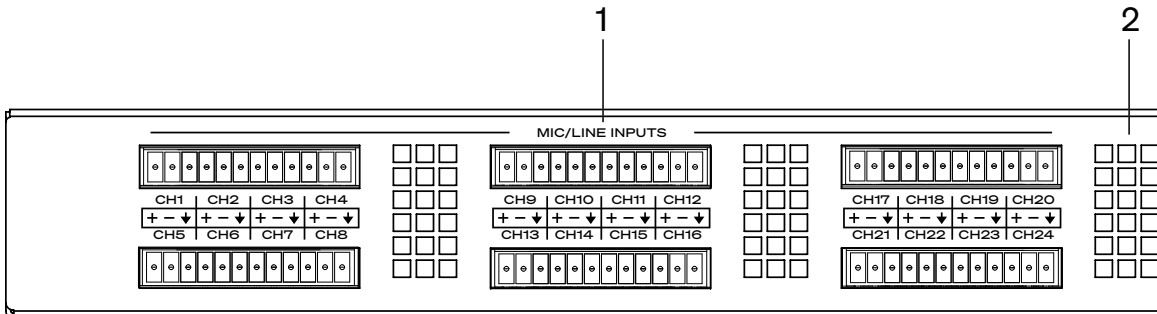 1 2
MIC/LINE INPUTS
CH1 CH2 CH3 CH4 CH9 CH10 CH11 CH12 CH17 CH18 CH19 CH20
+ − ↓ + − ↓ + − ↓ + − ↓ + − ↓ + − ↓ + − ↓ + − ↓ + − ↓ + − ↓ + − ↓ + − ↓
CH5 CH6 CH7 CH8 CH13 CH14 CH15 CH16 CH21 CH22 CH23 CH24